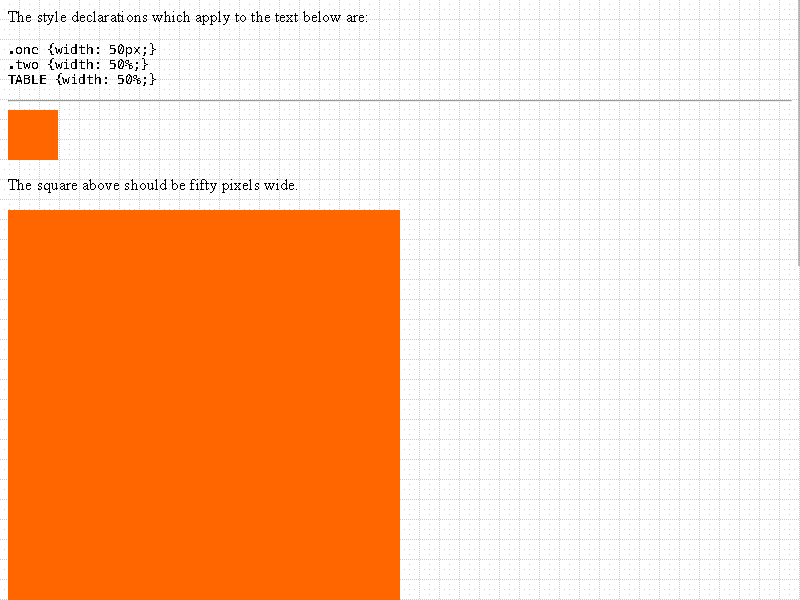 The style declarations which apply to the text below are:
.one {width: 50px;}
.two {width: 50%;}
TABLE {width: 50%;}
The square above should be fifty pixels wide.